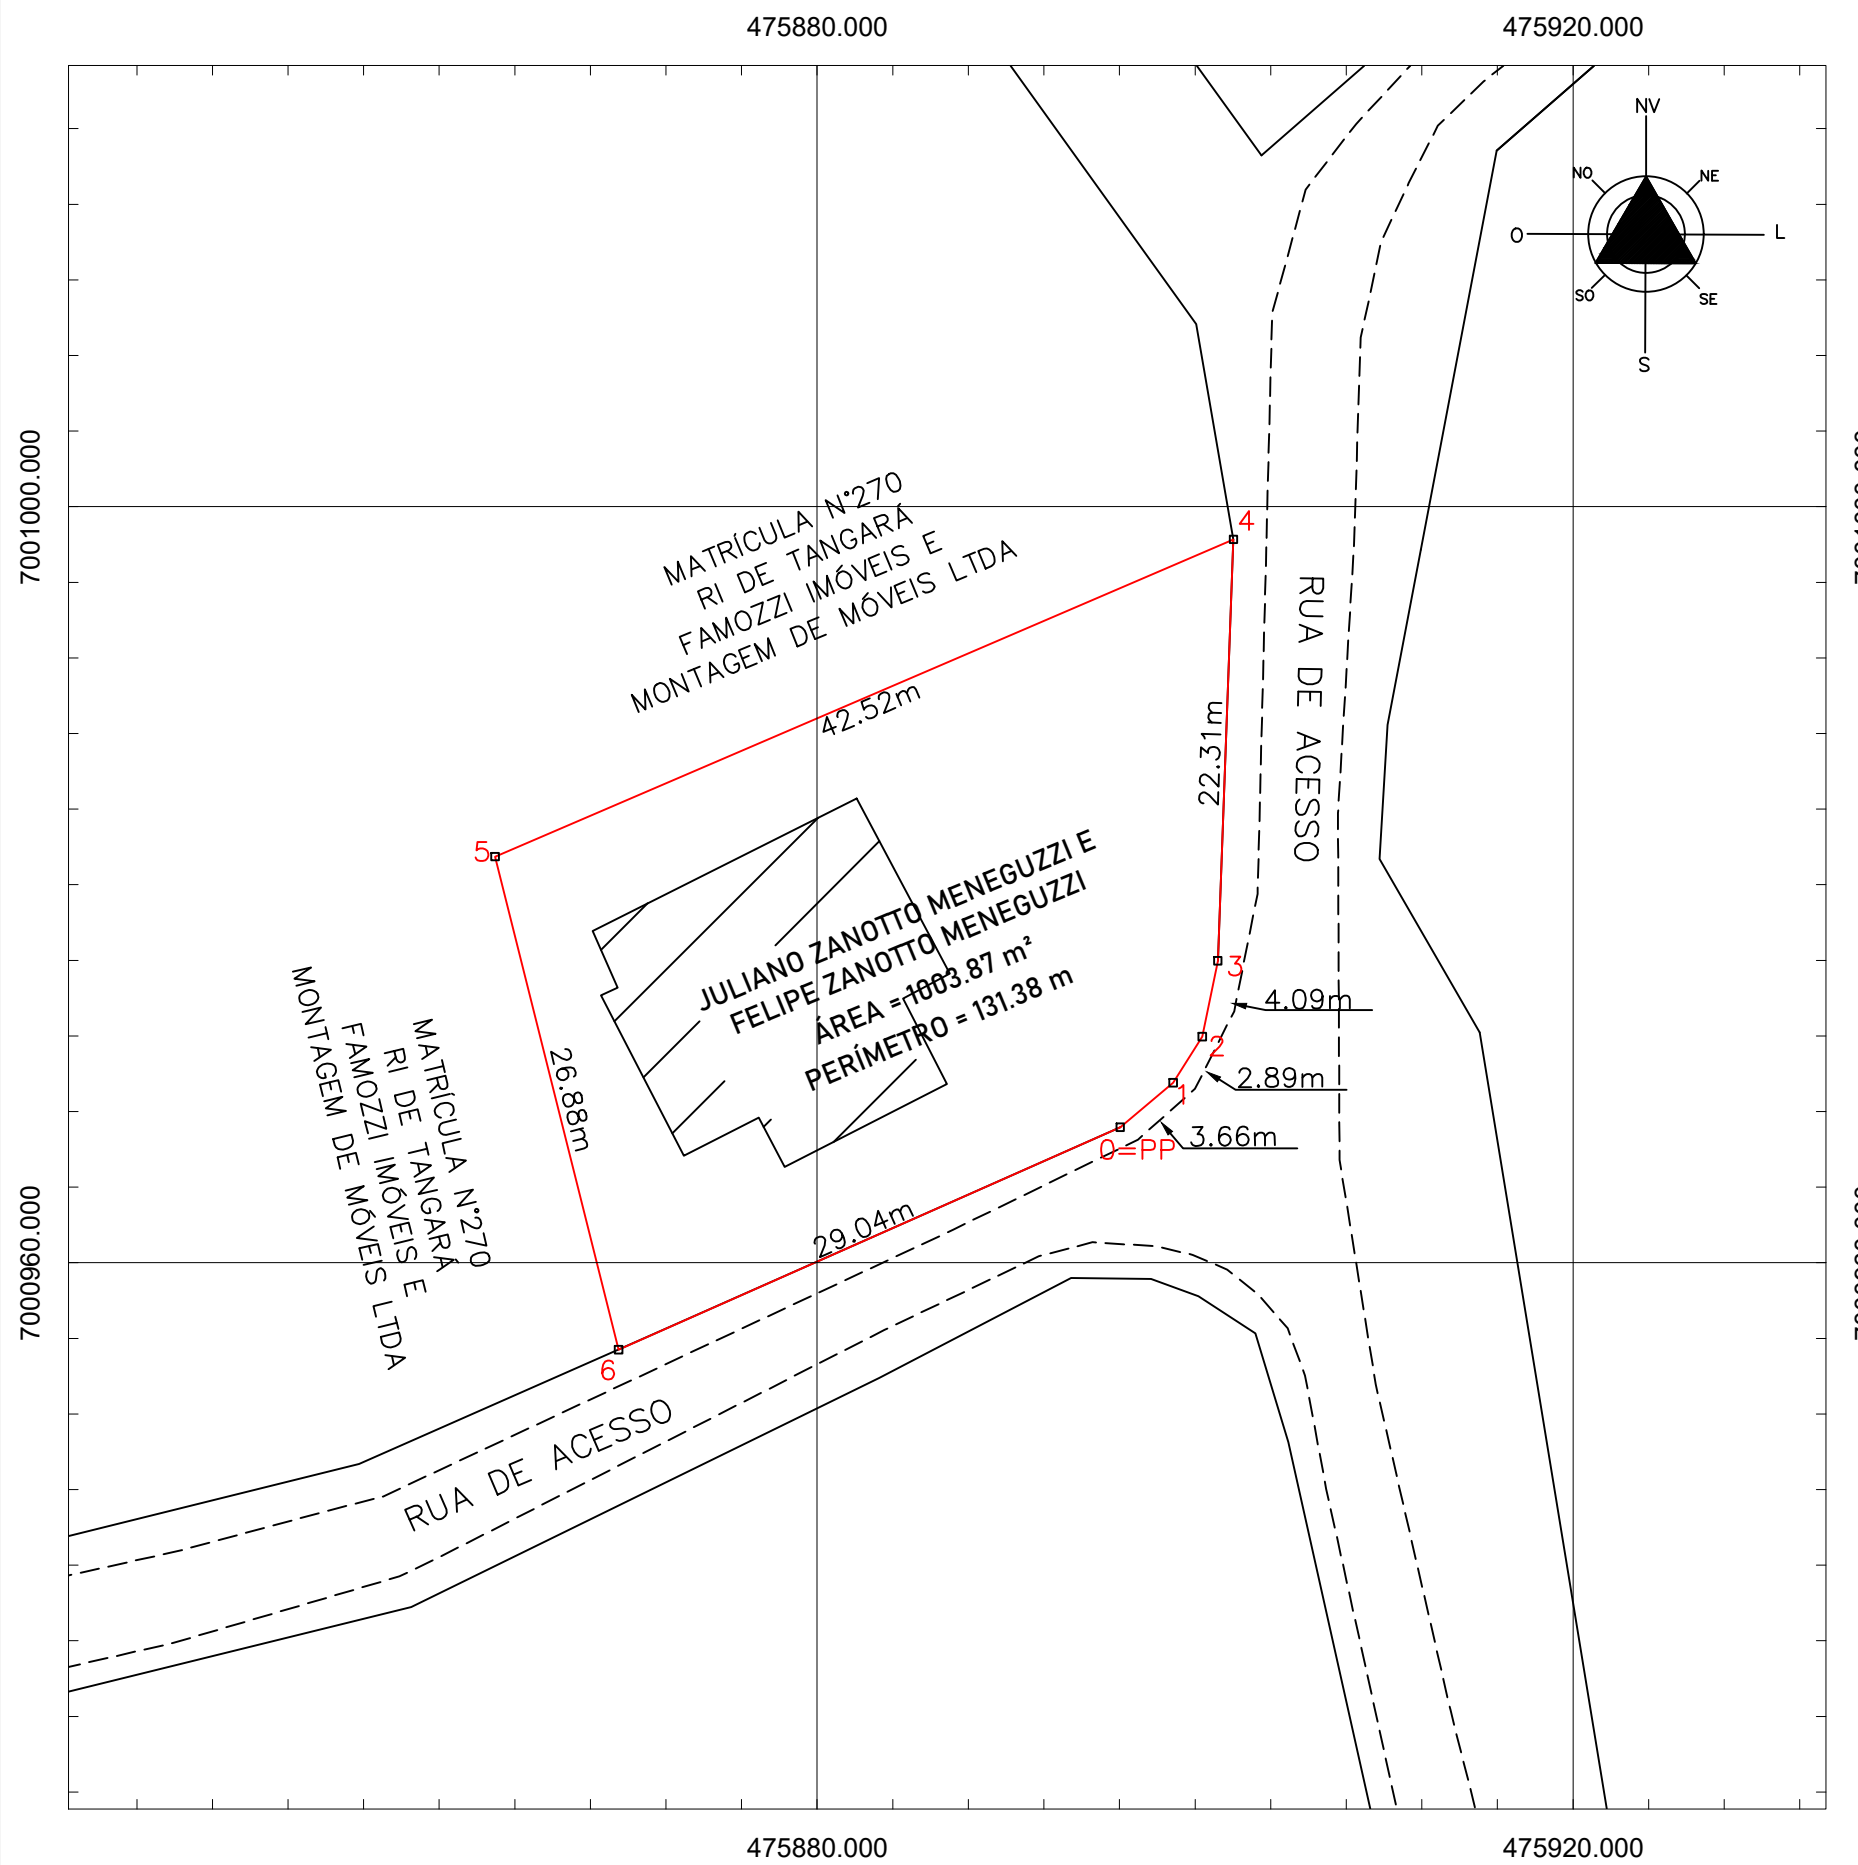 475880.000
475920.000
NV
NO
NE
O
L
SO
SE
S
7001000.000
MATRÍCULA N°270
RI DE TANGARÁ
FAMOZZI IMÓVEIS E
MONTAGEM DE MÓVEIS LTDA
4
42.52m
22.31m
RUA DE ACESSO
5
JULIANO ZANOTTO MENEGUZZI E
FELIPE ZANOTTO MENEGUZZI
ÁREA = 1003.87 m²
PERÍMETRO = 131.38 m
3
4.09m
2
2.89m
1
3.66m
0=PP
26.88m
MATRÍCULA N°270
RI DE TANGARÁ
FAMOZZI IMÓVEIS E
MONTAGEM DE MÓVEIS LTDA
29.04m
7000960.000
6
RUA DE ACESSO
475880.000
475920.000